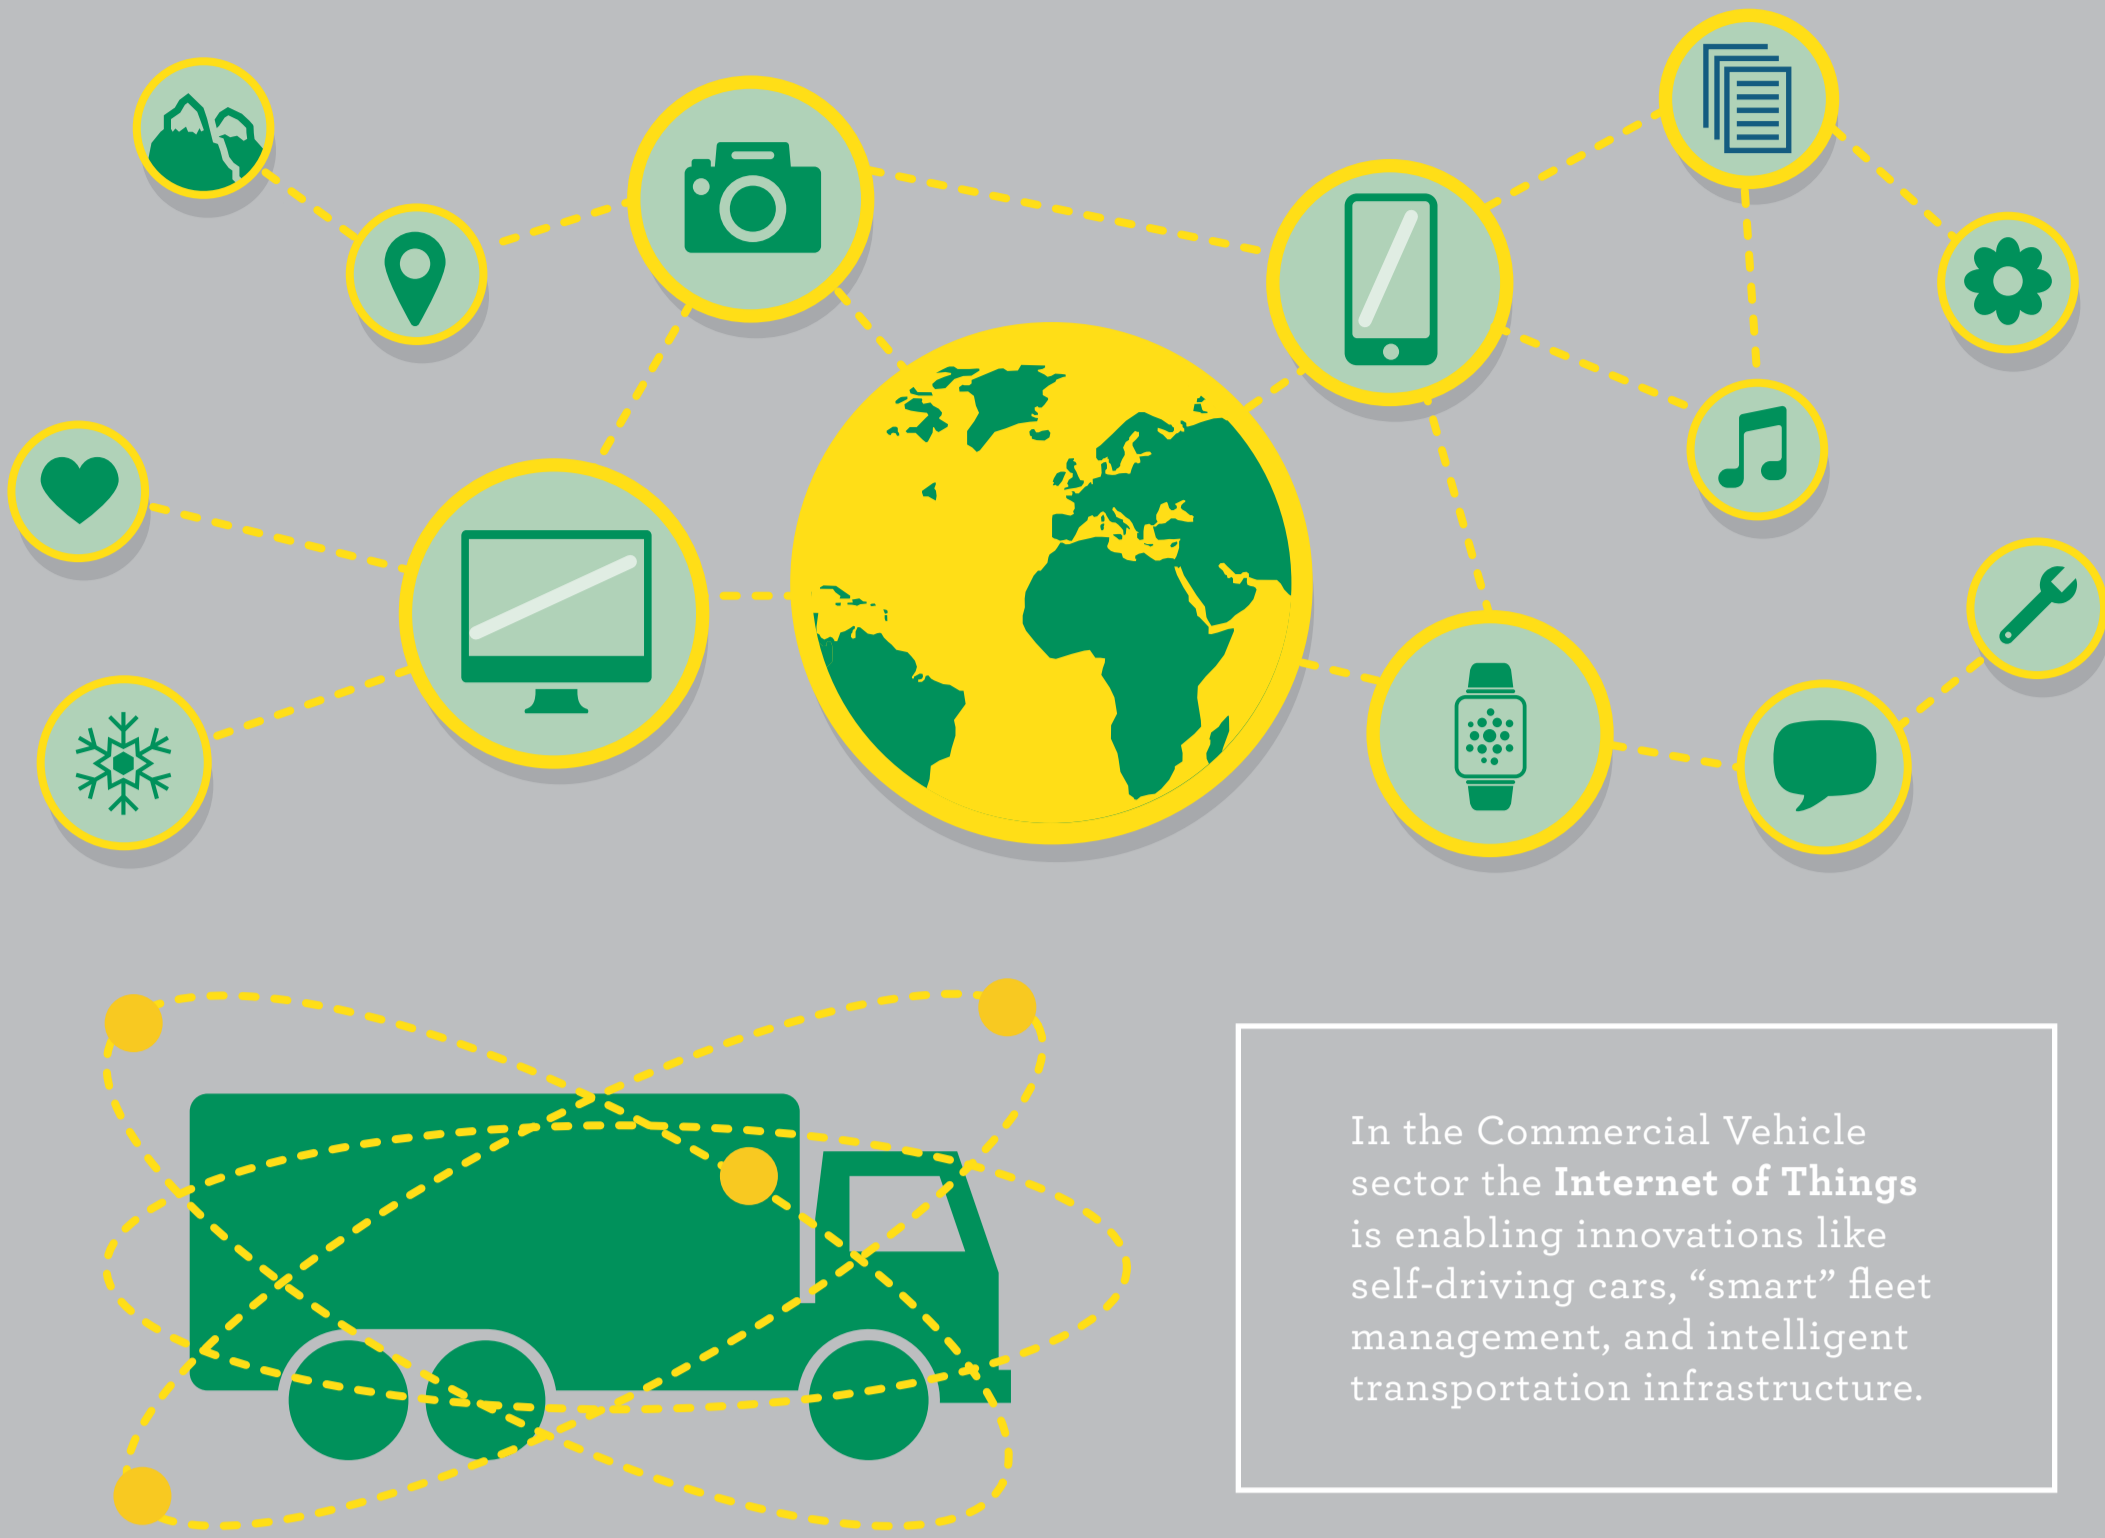 In the Commercial Vehicle
sector the Internet of Things
is enabling innovations like
self-driving cars, “smart” fleet
management, and intelligent
transportation infrastructure.